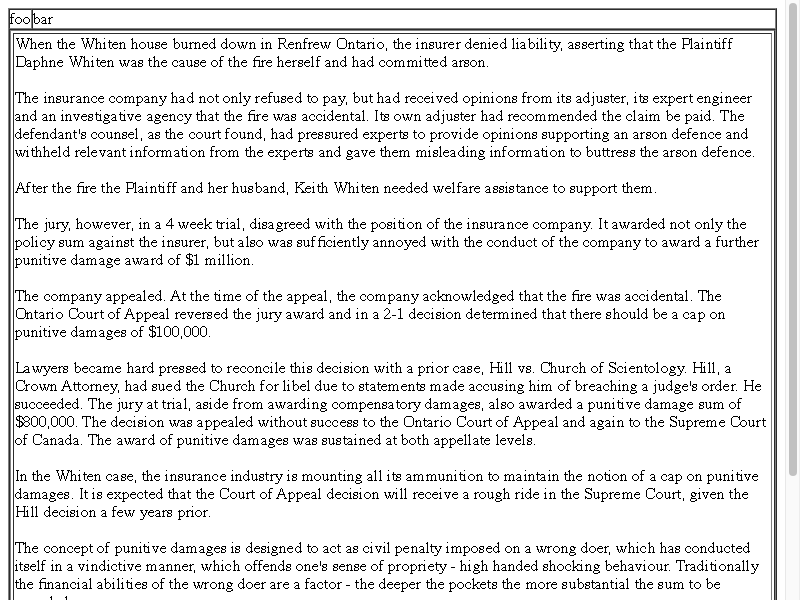 foobar
When the Whiten house burned down in Renfrew Ontario, the insurer denied liability, asserting that the Plaintiff
Daphne Whiten was the cause of the fire herself and had committed arson.
The insurance company had not only refused to pay, but had received opinions from its adjuster, its expert engineer
and an investigative agency that the fire was accidental. Its own adjuster had recommended the claim be paid. The
defendant's counsel, as the court found, had pressured experts to provide opinions supporting an arson defence and
withheld relevant information from the experts and gave them misleading information to buttress the arson defence.
After the fire the Plaintiff and her husband, Keith Whiten needed welfare assistance to support them.
The jury, however, in a 4 week trial, disagreed with the position of the insurance company. It awarded not only the
policy sum against the insurer, but also was sufficiently annoyed with the conduct of the company to award a further
punitive damage award of $1 million.
The company appealed. At the time of the appeal, the company acknowledged that the fire was accidental. The
Ontario Court of Appeal reversed the jury award and in a 2-1 decision determined that there should be a cap on
punitive damages of $100,000.
Lawyers became hard pressed to reconcile this decision with a prior case, Hill vs. Church of Scientology. Hill, a
Crown Attorney, had sued the Church for libel due to statements made accusing him of breaching a judge's order. He
succeeded. The jury at trial, aside from awarding compensatory damages, also awarded a punitive damage sum of
$800,000. The decision was appealed without success to the Ontario Court of Appeal and again to the Supreme Court
of Canada. The award of punitive damages was sustained at both appellate levels.
In the Whiten case, the insurance industry is mounting all its ammunition to maintain the notion of a cap on punitive
damages. It is expected that the Court of Appeal decision will receive a rough ride in the Supreme Court, given the
Hill decision a few years prior.
The concept of punitive damages is designed to act as civil penalty imposed on a wrong doer, which has conducted
itself in a vindictive manner, which offends one's sense of propriety - high handed shocking behaviour. Traditionally
the financial abilities of the wrong doer are a factor - the deeper the pockets the more substantial the sum to be